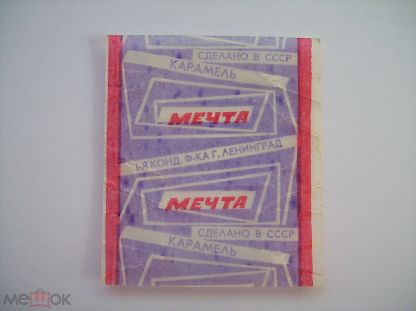 СДЕЛАНО В СССР
КАРАМЕЛЬ
МЕЧТА
1-Я КОНД. Ф-КА Г. ЛЕНИНГРАД
МЕЧТА
СДЕЛАНО В СССР
КАРАМЕЛЬ
мешок